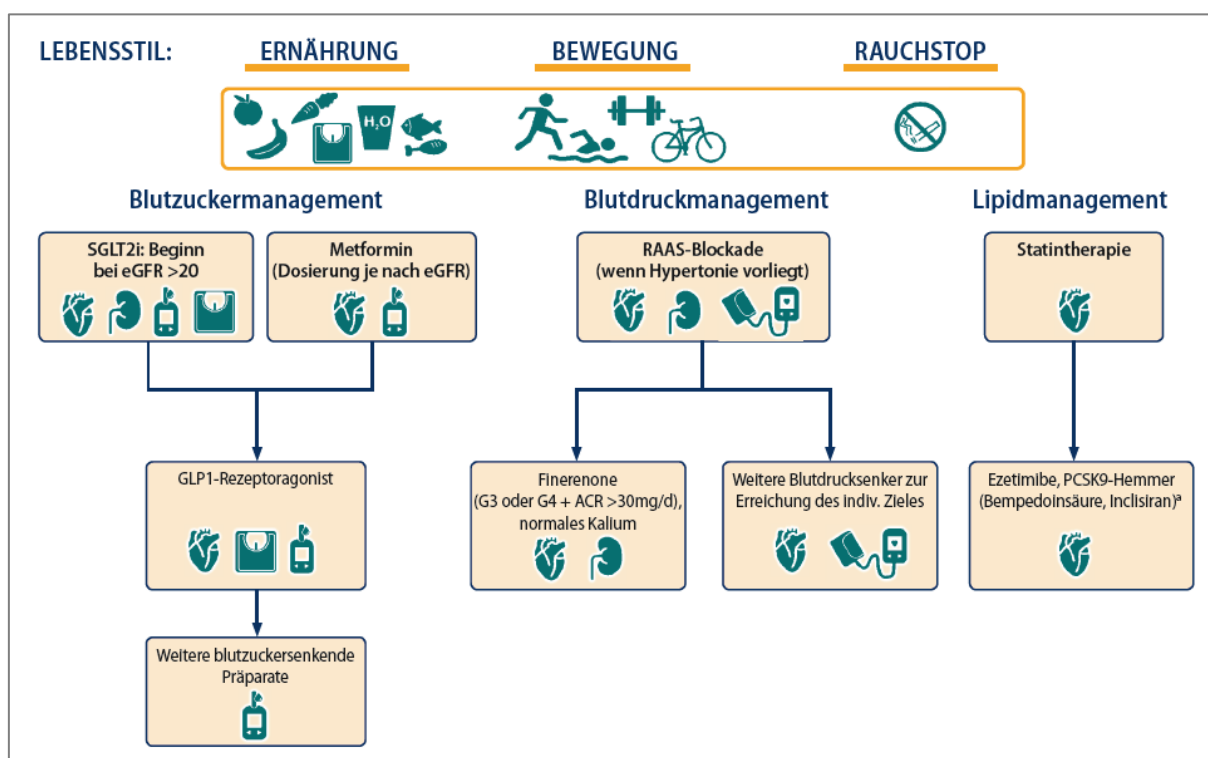 LEBENSSTIL: ERNÄHRUNG BEWEGUNG RAUCHSTOP
H₂O
Blutzuckermanagement Blutdruckmanagement Lipidmanagement
SGLT2i: Beginn
bei eGFR >20
Metformin
(Dosierung je nach eGFR)
RAAS-Blockade
(wenn Hypertonie vorliegt)
Statintherapie
GLP1-Rezeptoragonist
Finerenone
(G3 oder G4 + ACR >30mg/d),
normales Kalium
Weitere Blutdrucksenker zur
Erreichung des indiv. Zieles
Ezetimibe, PCSK9-Hemmer
(Bempedoinsäure, Inclisiran)ᵃ
Weitere blutzuckersenkende
Präparate